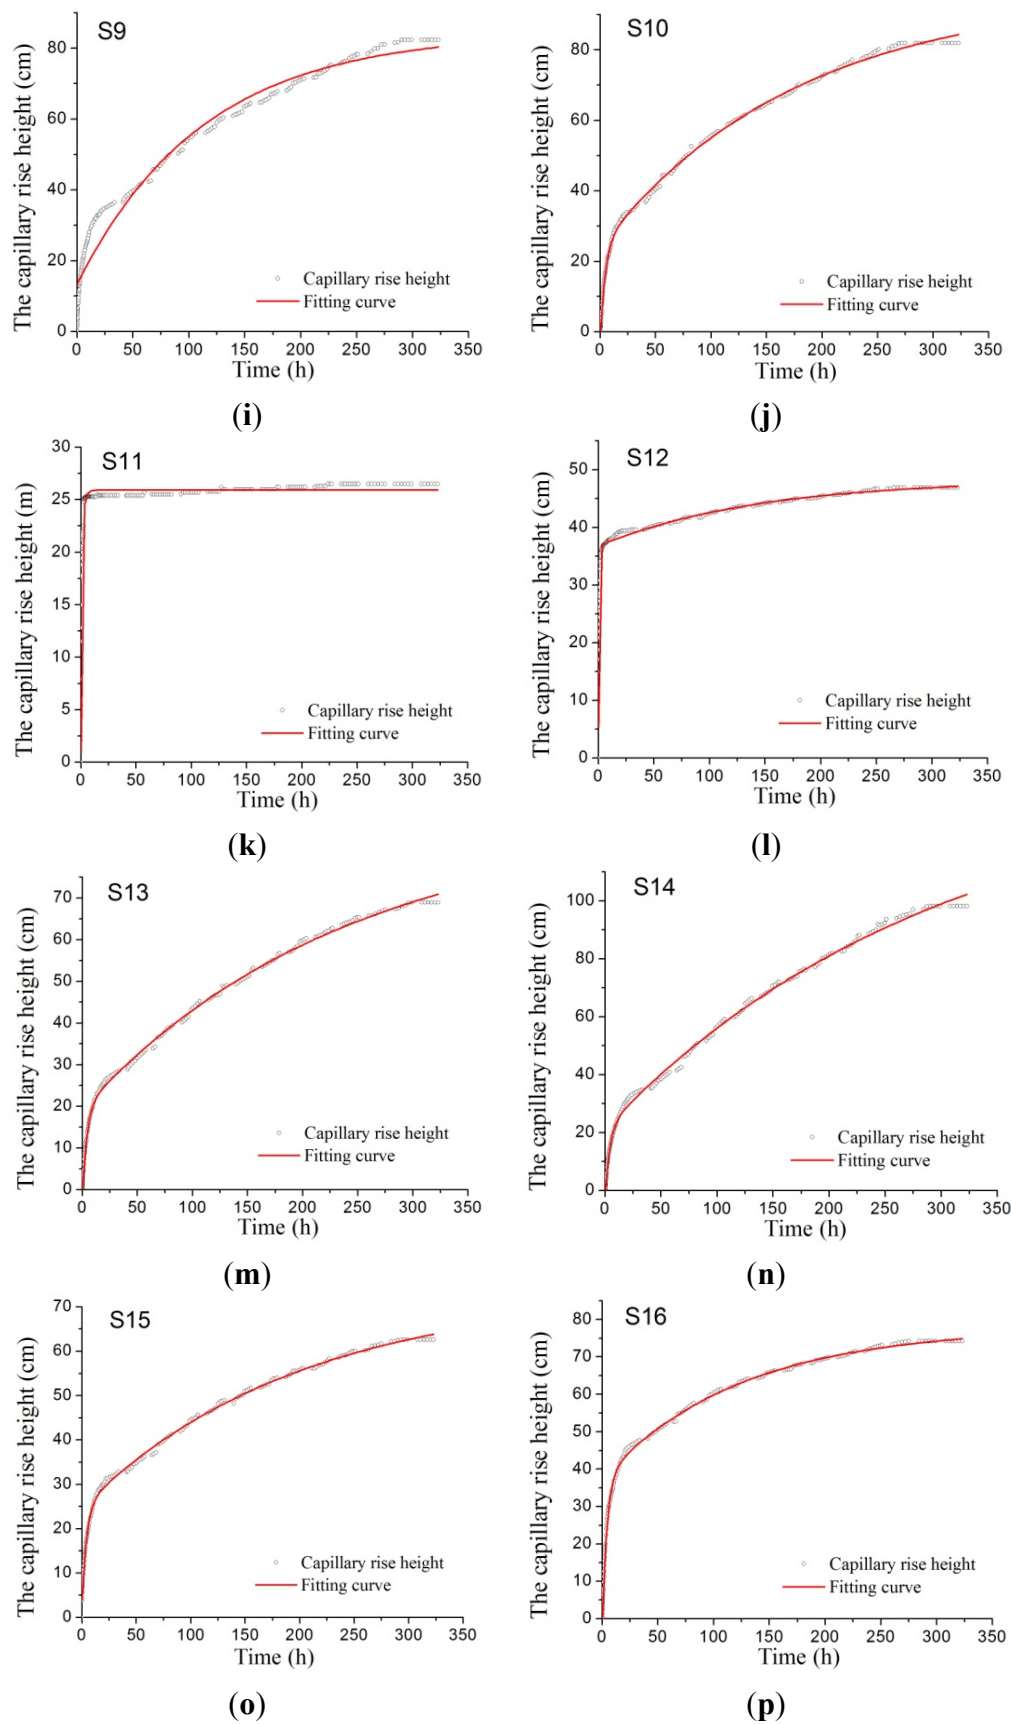 S9
The capillary rise height (cm)
80
60
40
20
0
Capillary rise height
Fitting curve
0 50 100 150 200 250 300 350
Time (h)
(i)
S10
The capillary rise height (cm)
80
60
40
20
0
Capillary rise height
Fitting curve
0 50 100 150 200 250 300 350
Time (h)
(j)
S11
The capillary rise height (m)
30
25
20
15
10
5
0
Capillary rise height
Fitting curve
0 50 100 150 200 250 300 350
Time (h)
(k)
S12
The capillary rise height (cm)
50
40
30
20
10
0
Capillary rise height
Fitting curve
0 50 100 150 200 250 300 350
Time (h)
(l)
S13
The capillary rise height (cm)
70
60
50
40
30
20
10
0
Capillary rise height
Fitting curve
0 50 100 150 200 250 300 350
Time (h)
(m)
S14
The capillary rise height (cm)
100
80
60
40
20
0
Capillary rise height
Fitting curve
0 50 100 150 200 250 300 350
Time (h)
(n)
S15
The capillary rise height (cm)
70
60
50
40
30
20
10
0
Capillary rise height
Fitting curve
0 50 100 150 200 250 300 350
Time (h)
(o)
S16
The capillary rise height (cm)
80
70
60
50
40
30
20
10
0
Capillary rise height
Fitting curve
0 50 100 150 200 250 300 350
Time (h)
(p)